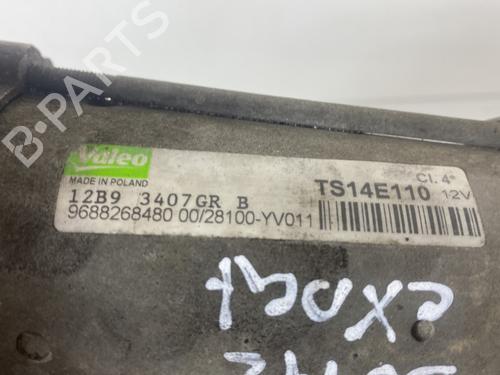 B-PARTS
Valeo
MADE IN POLAND
Cl. 4"
TS14E110 12V
12B9 3407GR B
9688268480 00/28100-YV011